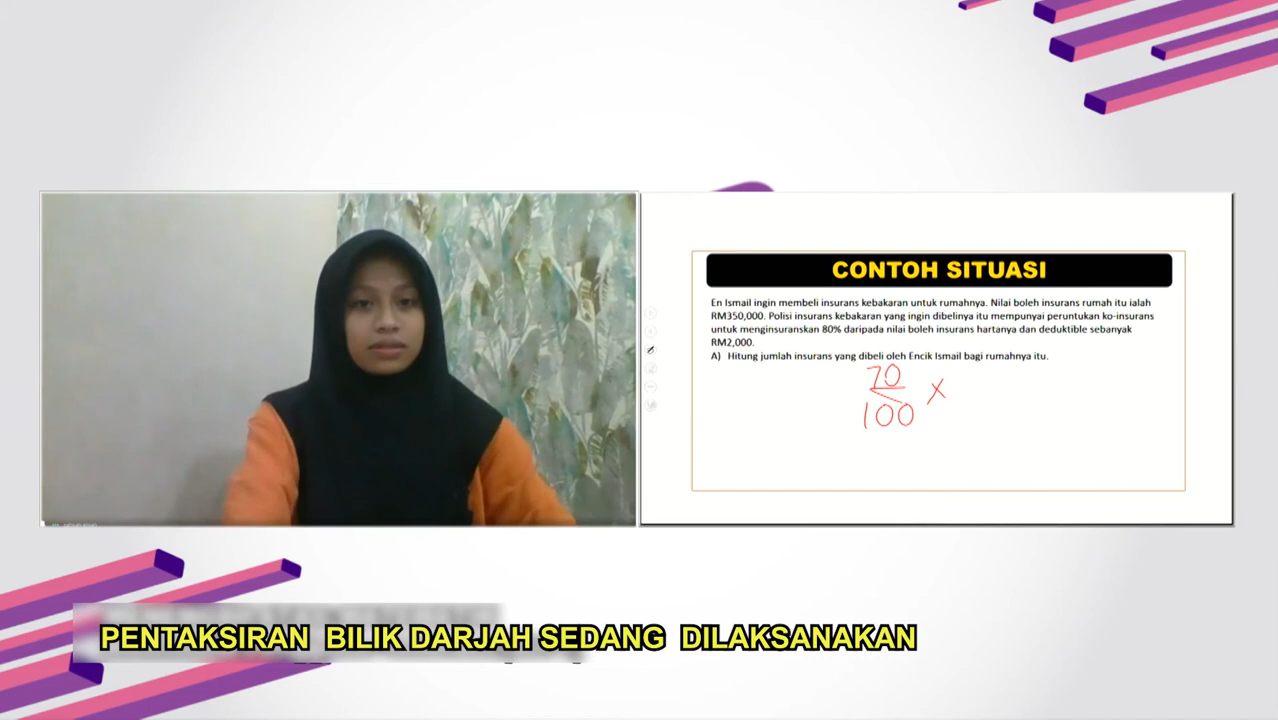 CONTOH SITUASI
En Ismail ingin membeli insurans kebakaran untuk rumahnya. Nilai boleh insurans rumah itu ialah
RM350,000. Polisi insurans kebakaran yang ingin dibelinya itu mempunyai peruntukan ko-insurans
untuk menginsuranskan 80% daripada nilai boleh insurans hartanya dan deduktible sebanyak
RM2,000.
A) Hitung jumlah insurans yang dibeli oleh Encik Ismail bagi rumahnya itu.
70
100 ×
PENTAKSIRAN BILIK DARJAH SEDANG DILAKSANAKAN